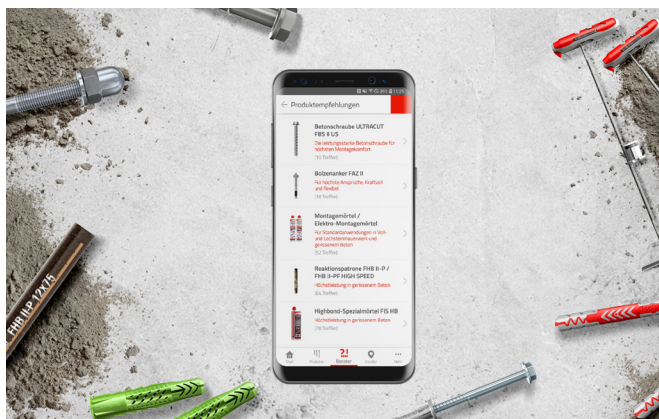 ← Produktempfehlungen
Betonschraube ULTRACUT
FBS II US
Die leistungsstarke Betonschraube für
höchsten Montagekomfort
Bolzenanker FAZ II
Für höchste Ansprüche. Kraftvoll
und flexibel.
Montagemörtel /
Elektro-Montagemörtel
Für Standardanwendungen in Voll-
und Lochsteinmauerwerk und
gerissenem Beton
Reaktionspatrone FHB II-P /
FHB II-PF HIGH SPEED
Höchstleistung in gerissenem Beton
Highbond-Spezialmörtel FIS HB
Höchstleistung in gerissenem Beton
Berater
FHB II-P 12X75